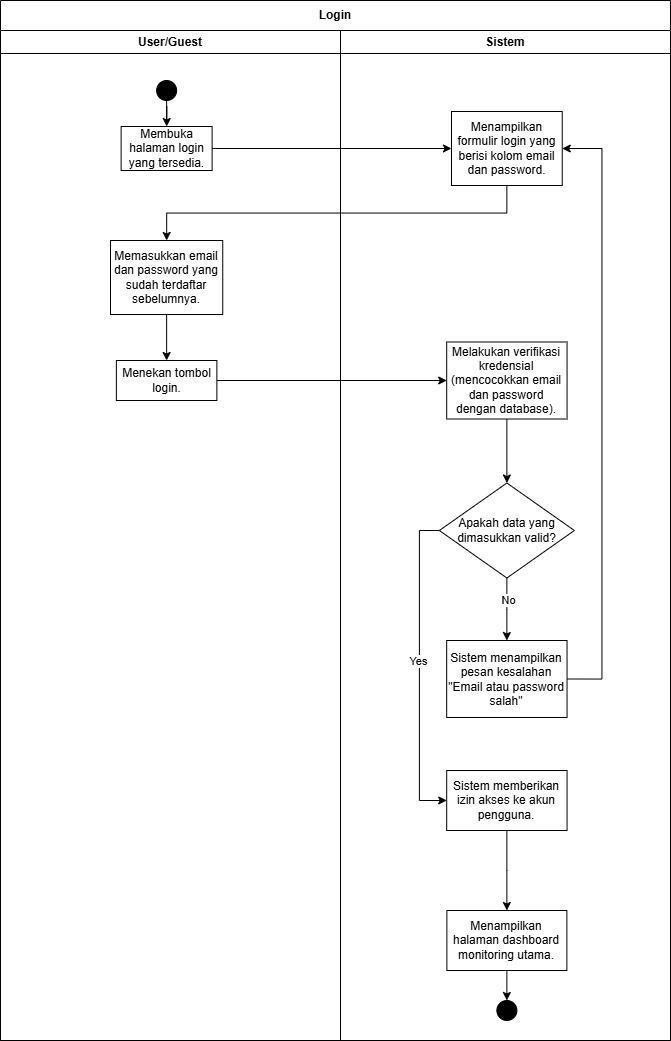 Login
User/Guest
Sistem
Membuka
halaman login
yang tersedia.
Menampilkan
formulir login yang
berisi kolom email
dan password.
Memasukkan email
dan password yang
sudah terdaftar
sebelumnya.
Menekan tombol
login.
Melakukan verifikasi
kredensial
(mencocokkan email
dan password
dengan database).
Apakah data yang
dimasukkan valid?
No
Yes
Sistem menampilkan
pesan kesalahan
"Email atau password
salah"
Sistem memberikan
izin akses ke akun
pengguna.
Menampilkan
halaman dashboard
monitoring utama.